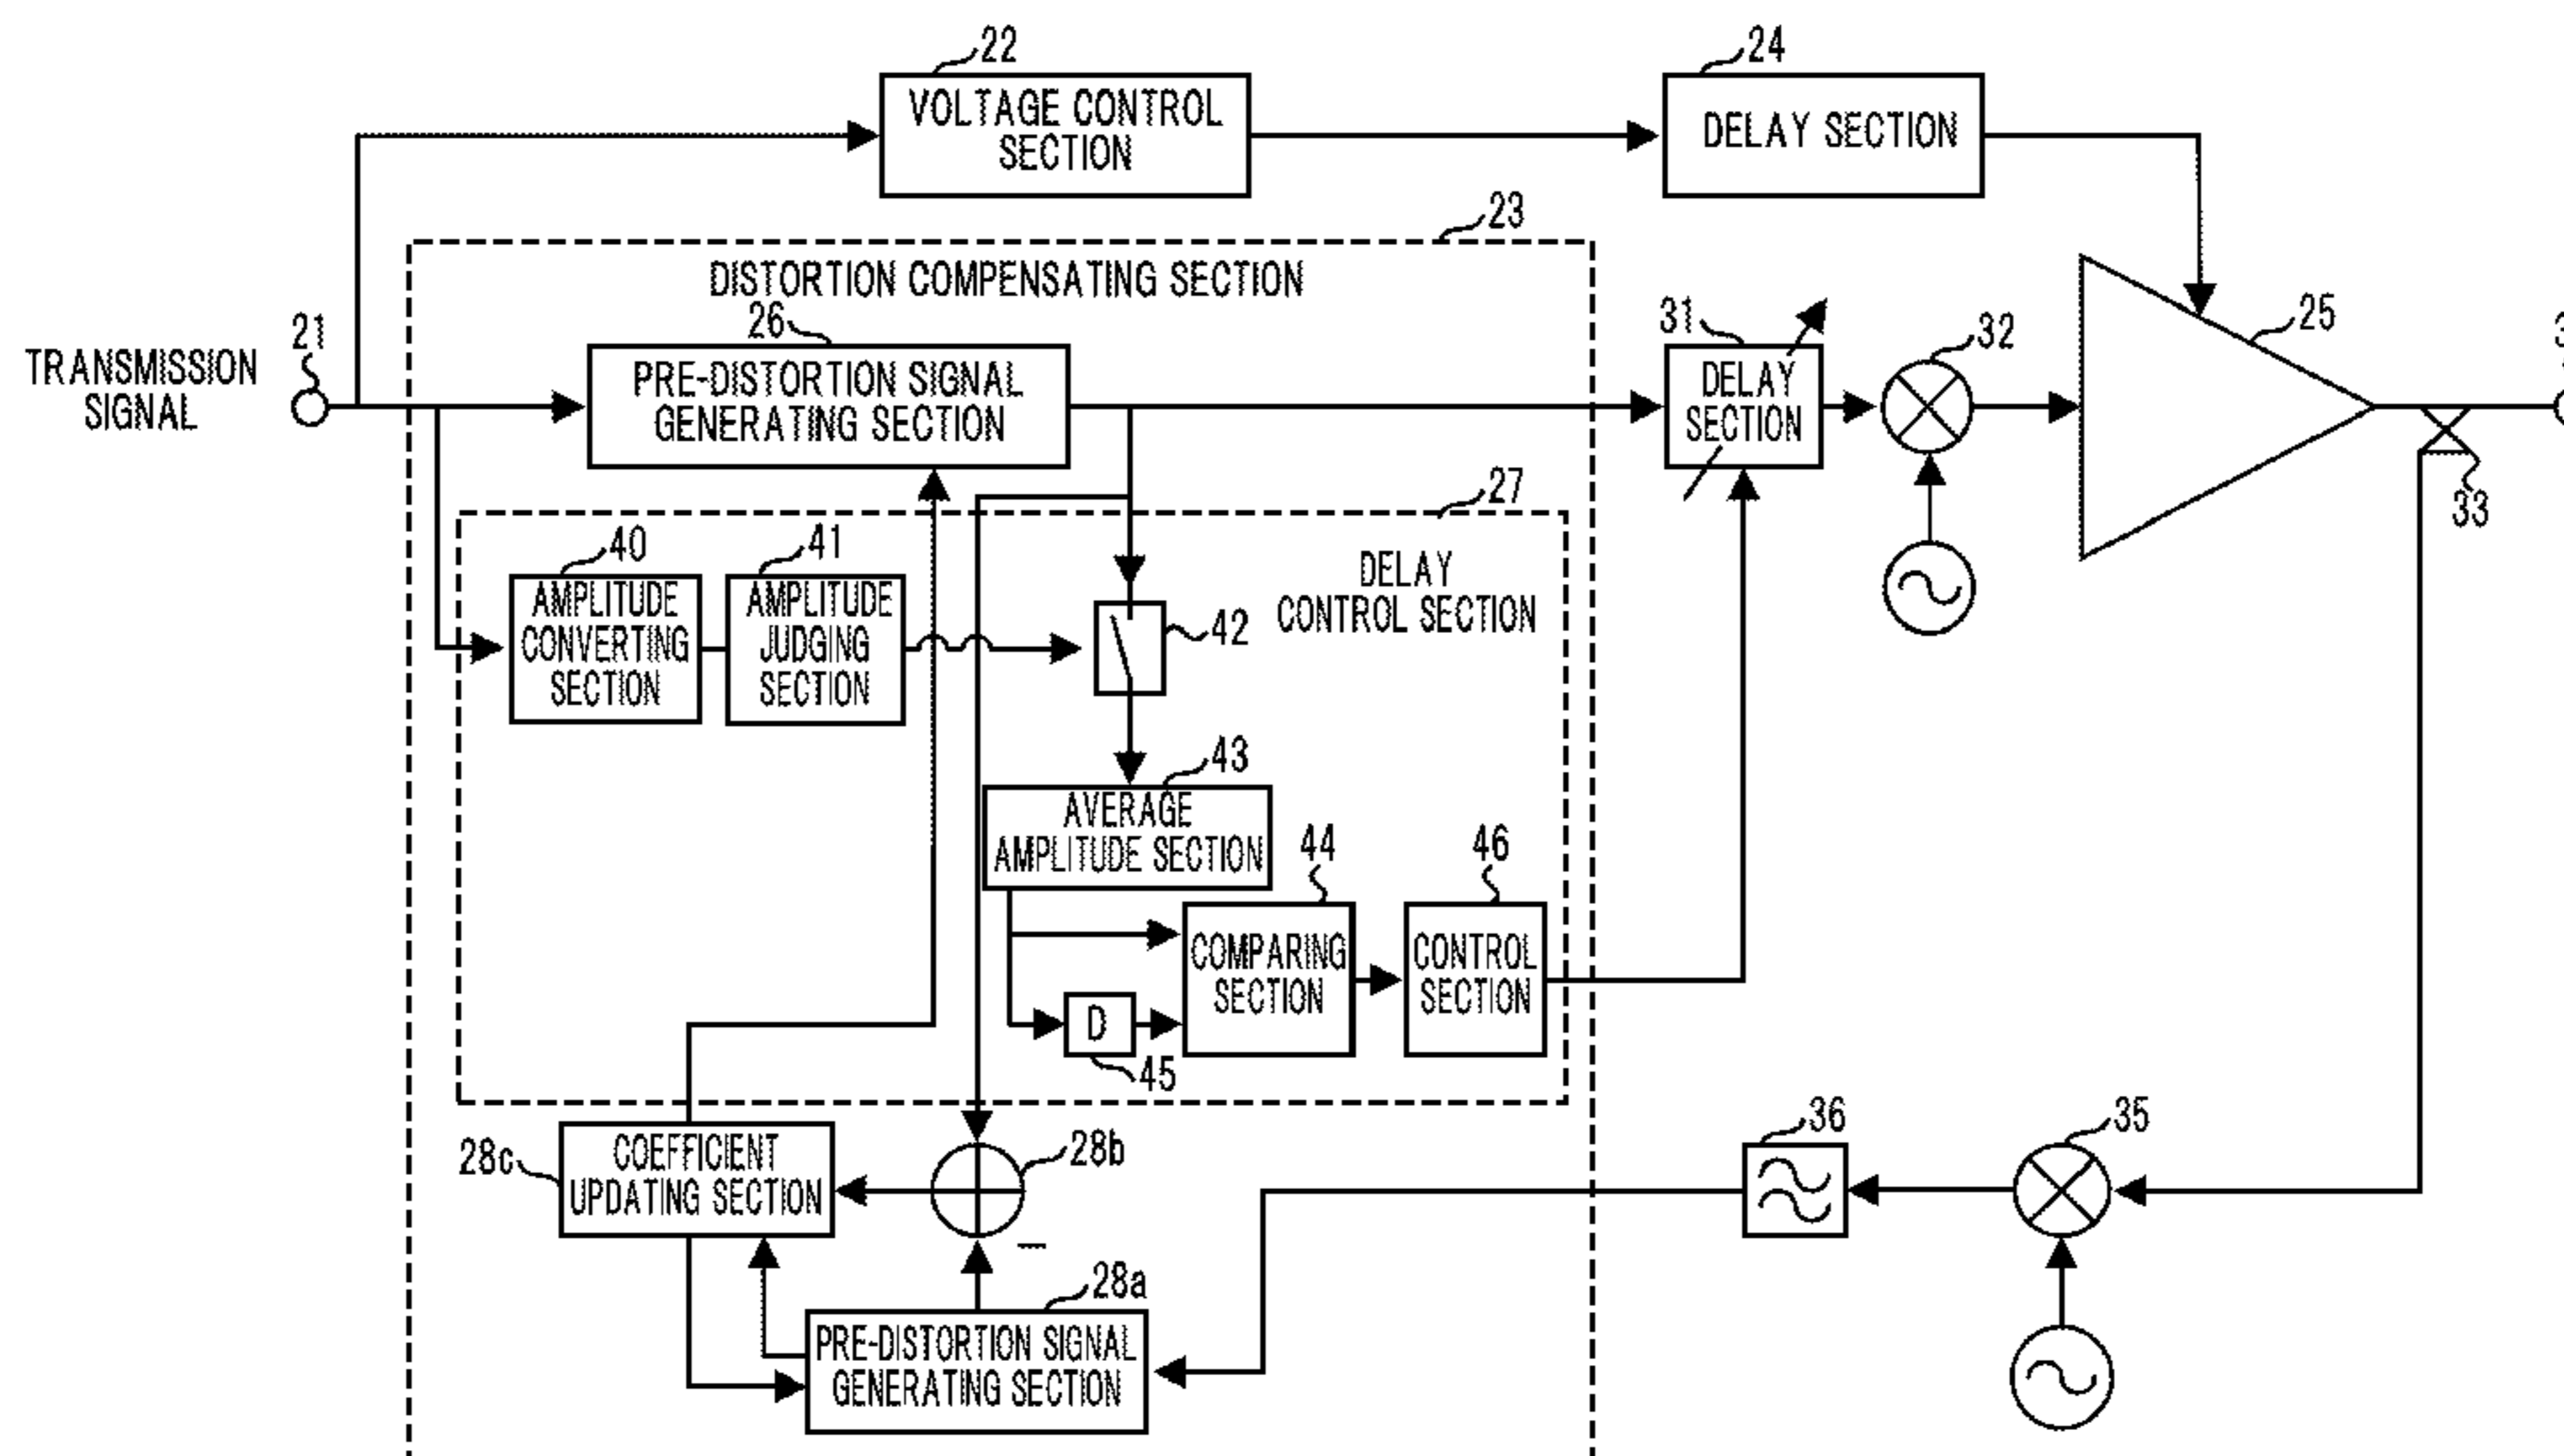 22
VOLTAGE CONTROL
SECTION
24
DELAY SECTION
23
DISTORTION COMPENSATING SECTION
TRANSMISSION
SIGNAL
21
26
PRE-DISTORTION SIGNAL
GENERATING SECTION
31
DELAY
SECTION
32
25
33
27
DELAY
CONTROL SECTION
40
AMPLITUDE
CONVERTING
SECTION
41
AMPLITUDE
JUDGING
SECTION
42
43
AVERAGE
AMPLITUDE SECTION
44
COMPARING
SECTION
46
CONTROL
SECTION
D
45
28c
COEFFICIENT
UPDATING SECTION
28b
−
36
35
28a
PRE-DISTORTION SIGNAL
GENERATING SECTION